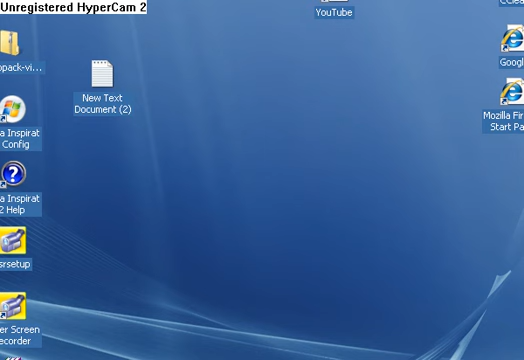 Unregistered HyperCam 2
YouTube
Googl
Mozilla Fir
Start Pa
opack-vi...
New Text
Document (2)
a Inspirat
Config
a Inspirat
2 Help
srsetup
er Screen
ecorder